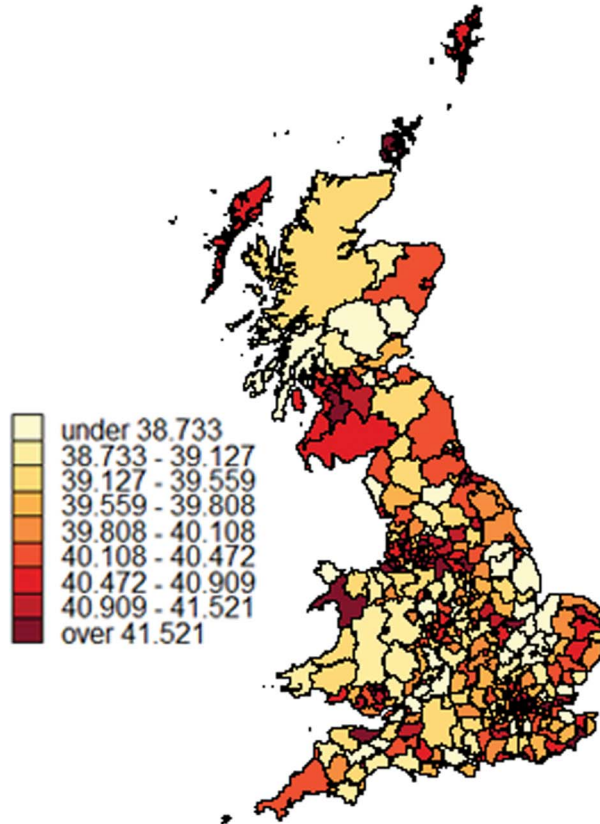 under 38.733
38.733 - 39.127
39.127 - 39.559
39.559 - 39.808
39.808 - 40.108
40.108 - 40.472
40.472 - 40.909
40.909 - 41.521
over 41.521